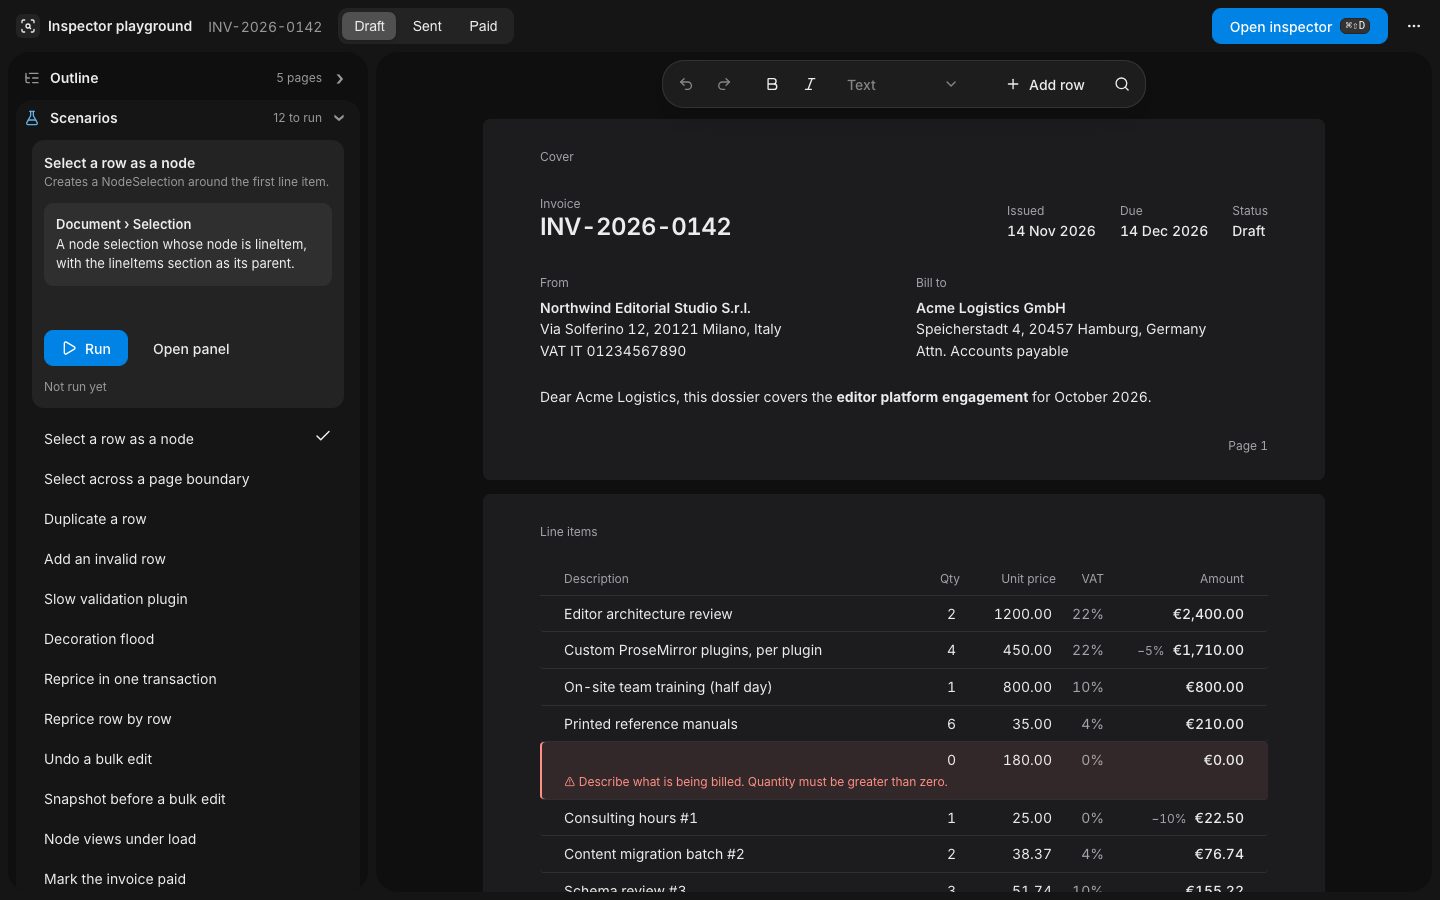 Inspector playground INV-2026-0142 Draft Sent Paid Open inspector ⌘⇧D
Outline 5 pages
Scenarios 12 to run
Select a row as a node
Creates a NodeSelection around the first line item.
Document › Selection
A node selection whose node is lineItem,
with the lineItems section as its parent.
Run Open panel
Not run yet
Select a row as a node
Select across a page boundary
Duplicate a row
Add an invalid row
Slow validation plugin
Decoration flood
Reprice in one transaction
Reprice row by row
Undo a bulk edit
Snapshot before a bulk edit
Node views under load
Mark the invoice paid
B I Text Add row
Cover
Invoice
INV-2026-0142
Issued Due Status
14 Nov 2026 14 Dec 2026 Draft
From
Northwind Editorial Studio S.r.l.
Via Solferino 12, 20121 Milano, Italy
VAT IT 01234567890
Bill to
Acme Logistics GmbH
Speicherstadt 4, 20457 Hamburg, Germany
Attn. Accounts payable
Dear Acme Logistics, this dossier covers the editor platform engagement for October 2026.
Page 1
Line items
Description Qty Unit price VAT Amount
Editor architecture review 2 1200.00 22% €2,400.00
Custom ProseMirror plugins, per plugin 4 450.00 22% −5% €1,710.00
On-site team training (half day) 1 800.00 10% €800.00
Printed reference manuals 6 35.00 4% €210.00
0 180.00 0% €0.00
⚠ Describe what is being billed. Quantity must be greater than zero.
Consulting hours #1 1 25.00 0% −10% €22.50
Content migration batch #2 2 38.37 4% €76.74
Schema review #3 3 51.74 10% €155.22